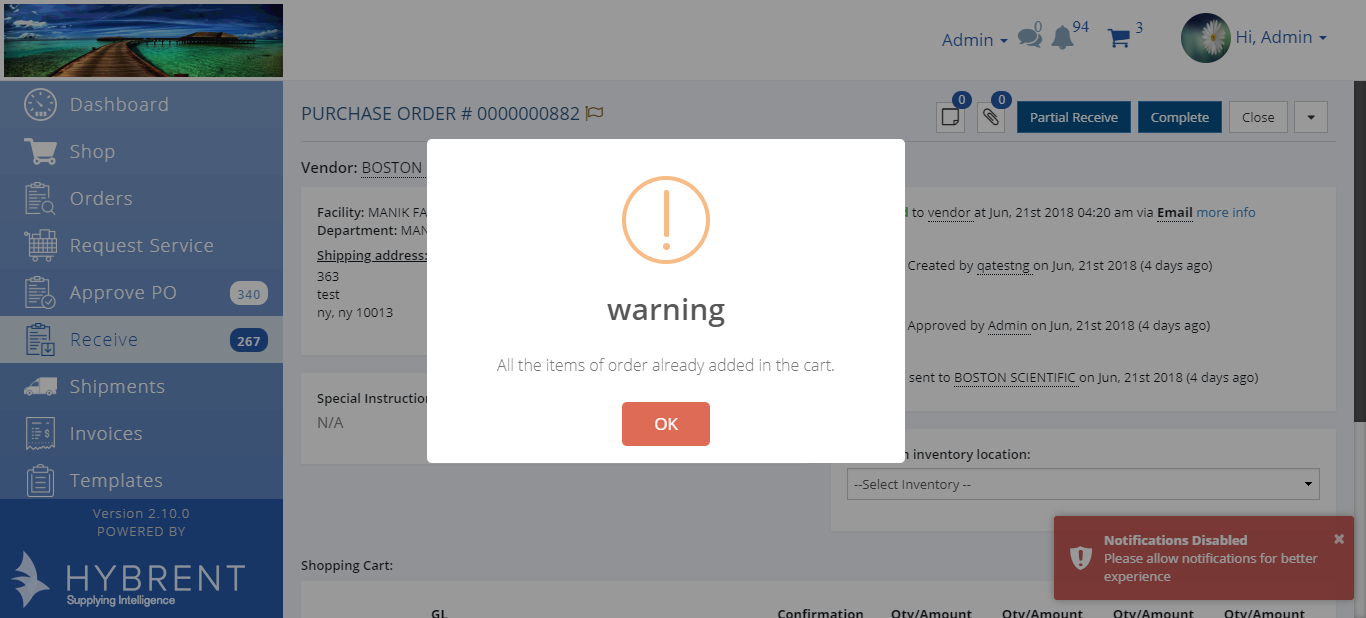 Admin
0
94
3
Hi, Admin
Dashboard
Shop
Orders
Request Service
Approve PO 340
Receive 267
Shipments
Invoices
Templates
Version 2.10.0
POWERED BY
HYBRENT
Supplying Intelligence
PURCHASE ORDER # 0000000882
0
0
Partial Receive
Complete
Close
Vendor: BOSTON
Facility: MANIK FA
Department: MAN
Shipping address:
363
test
ny, ny 10013
Special Instruction
N/A
to vendor at Jun, 21st 2018 04:20 am via Email more info
Created by qatestng on Jun, 21st 2018 (4 days ago)
Approved by Admin on Jun, 21st 2018 (4 days ago)
sent to BOSTON SCIENTIFIC on Jun, 21st 2018 (4 days ago)
inventory location:
--Select Inventory --
warning
All the items of order already added in the cart.
OK
Notifications Disabled
Please allow notifications for better
experience
Shopping Cart:
GL Confirmation Qty/Amount Qty/Amount Qty/Amount Qty/Amount